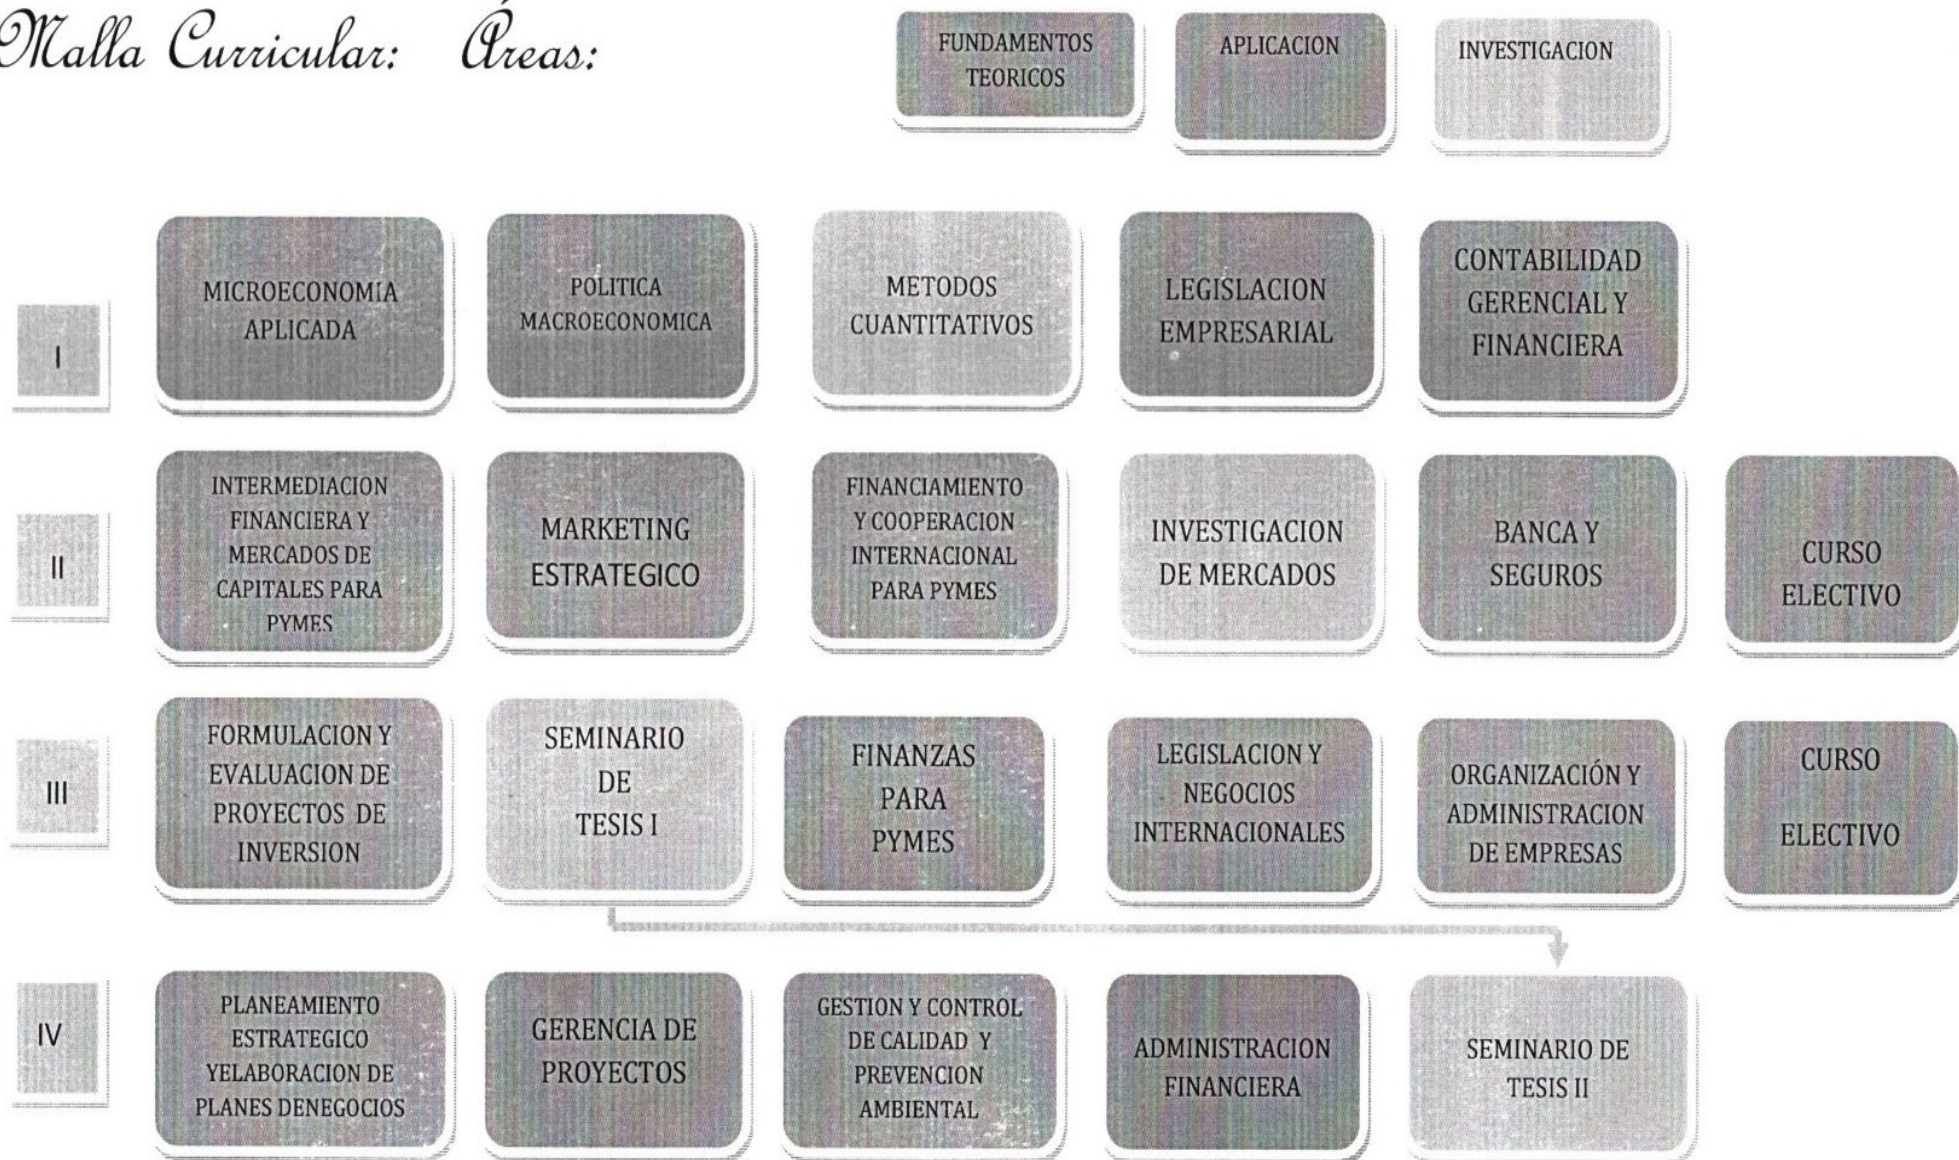 Malla Curricular: Áreas:
FUNDAMENTOS
TEORICOS
APLICACION
INVESTIGACION
I
MICROECONOMIA
APLICADA
POLITICA
MACROECONOMICA
METODOS
CUANTITATIVOS
LEGISLACION
EMPRESARIAL
CONTABILIDAD
GERENCIAL Y
FINANCIERA
II
INTERMEDIACION
FINANCIERA Y
MERCADOS DE
CAPITALES PARA
PYMES
MARKETING
ESTRATEGICO
FINANCIAMIENTO
Y COOPERACION
INTERNACIONAL
PARA PYMES
INVESTIGACION
DE MERCADOS
BANCA Y
SEGUROS
CURSO
ELECTIVO
III
FORMULACION Y
EVALUACION DE
PROYECTOS DE
INVERSION
SEMINARIO
DE
TESIS I
FINANZAS
PARA
PYMES
LEGISLACION Y
NEGOCIOS
INTERNACIONALES
ORGANIZACIÓN Y
ADMINISTRACION
DE EMPRESAS
CURSO
ELECTIVO
IV
PLANEAMIENTO
ESTRATEGICO
YELABORACION DE
PLANES DENEGOCIOS
GERENCIA DE
PROYECTOS
GESTION Y CONTROL
DE CALIDAD Y
PREVENCION
AMBIENTAL
ADMINISTRACION
FINANCIERA
SEMINARIO DE
TESIS II